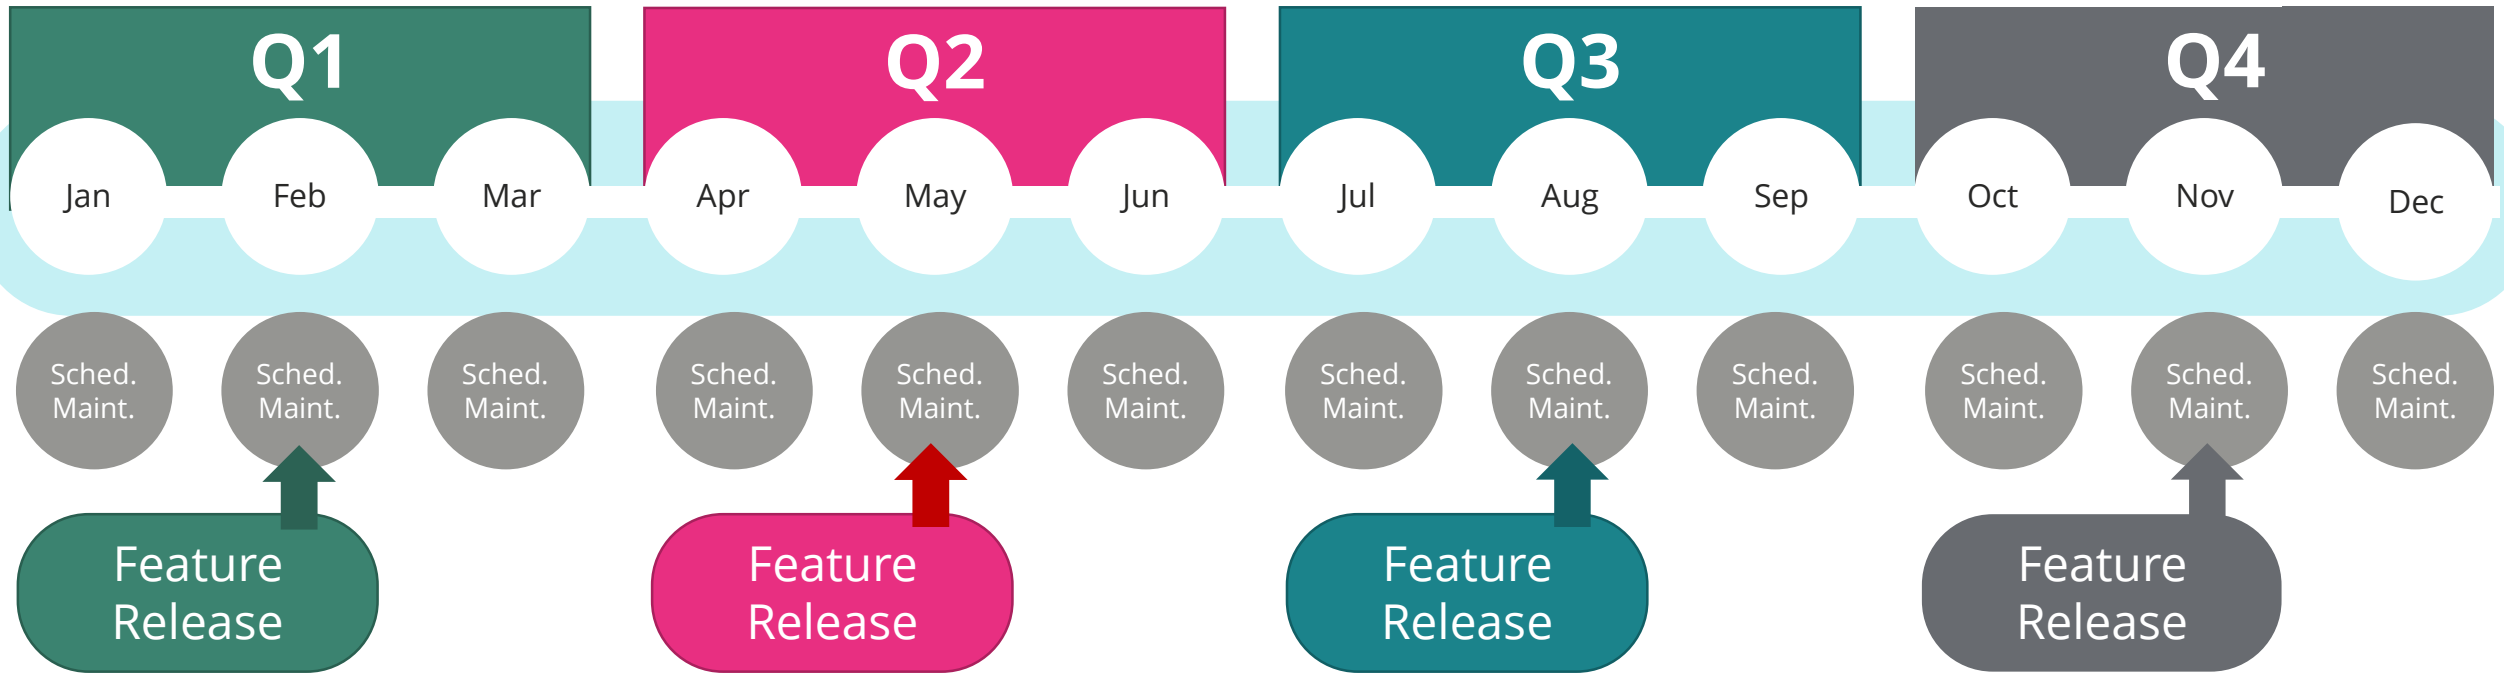 Q1
Q2
Q3
Q4
Jan
Feb
Mar
Apr
May
Jun
Jul
Aug
Sep
Oct
Nov
Dec
Sched.
Maint.
Sched.
Maint.
Sched.
Maint.
Sched.
Maint.
Sched.
Maint.
Sched.
Maint.
Sched.
Maint.
Sched.
Maint.
Sched.
Maint.
Sched.
Maint.
Sched.
Maint.
Sched.
Maint.
Feature
Release
Feature
Release
Feature
Release
Feature
Release